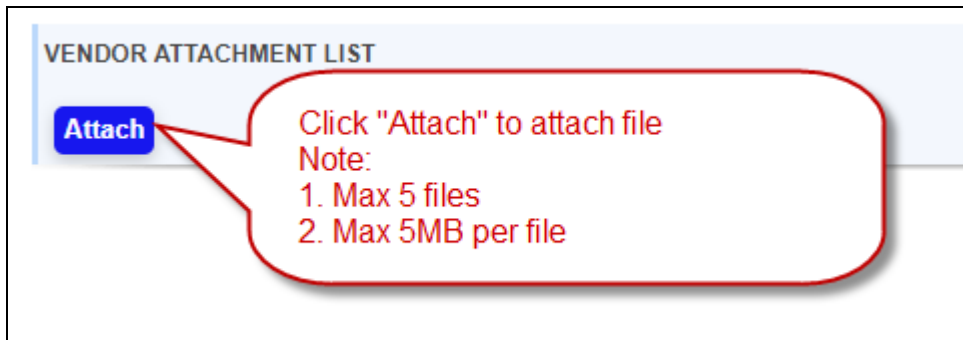 VENDOR ATTACHMENT LIST
Attach
Click "Attach" to attach file
Note:
1. Max 5 files
2. Max 5MB per file